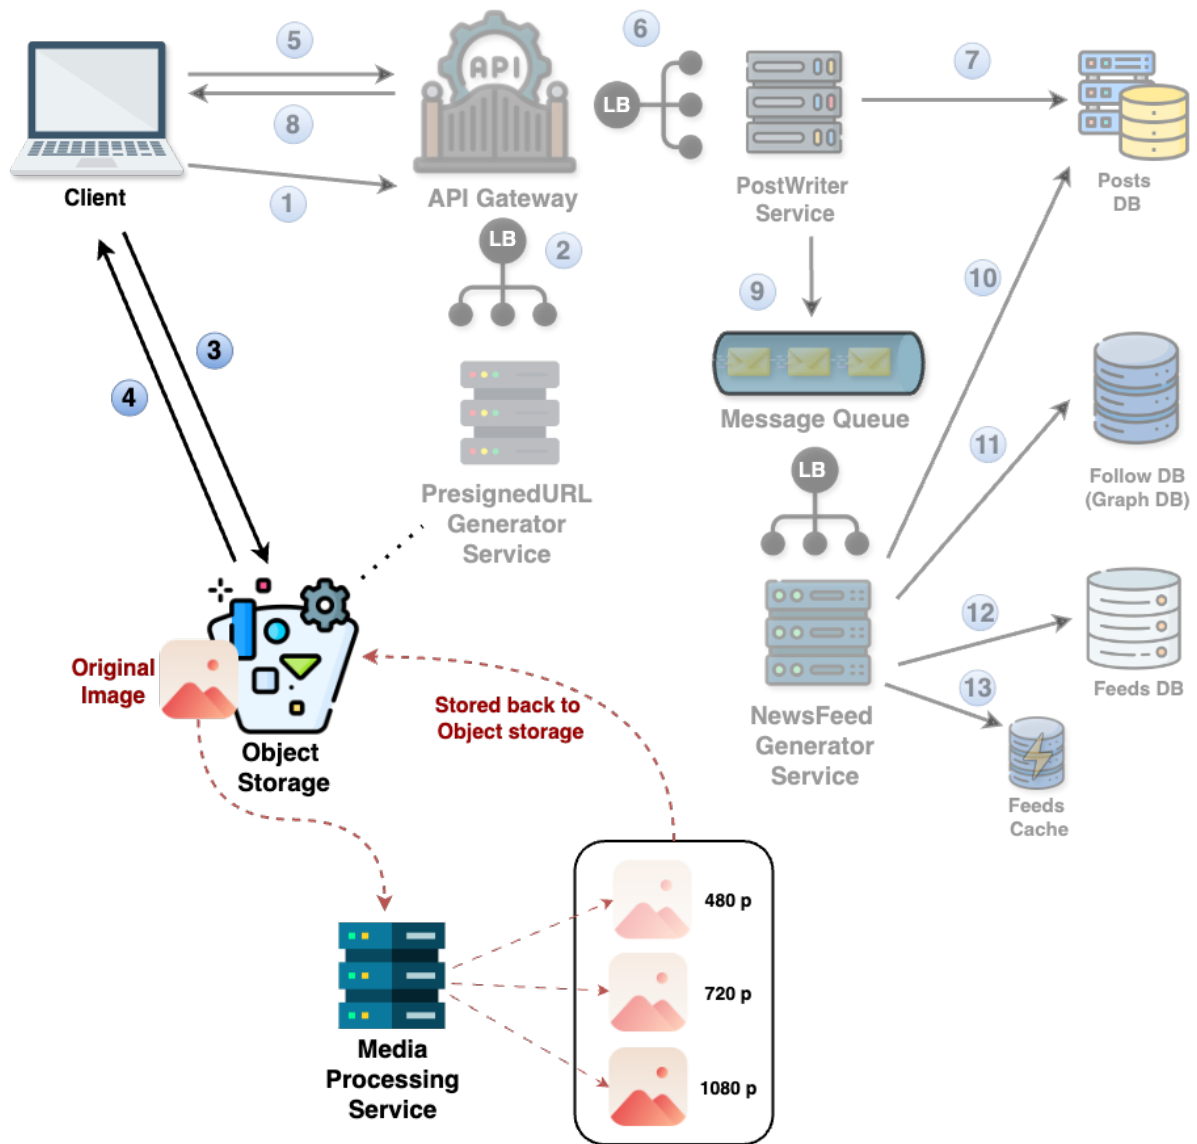 5
6
7
API
LB
8
Client
1
API Gateway
PostWriter
Service
Posts
DB
LB
2
10
9
3
4
Message Queue
11
LB
Follow DB
(Graph DB)
PresignedURL
Generator
Service
12
Original
Image
13
Feeds DB
Stored back to
Object storage
NewsFeed
Generator
Service
Object
Storage
Feeds
Cache
480 p
720 p
Media
Processing
Service
1080 p